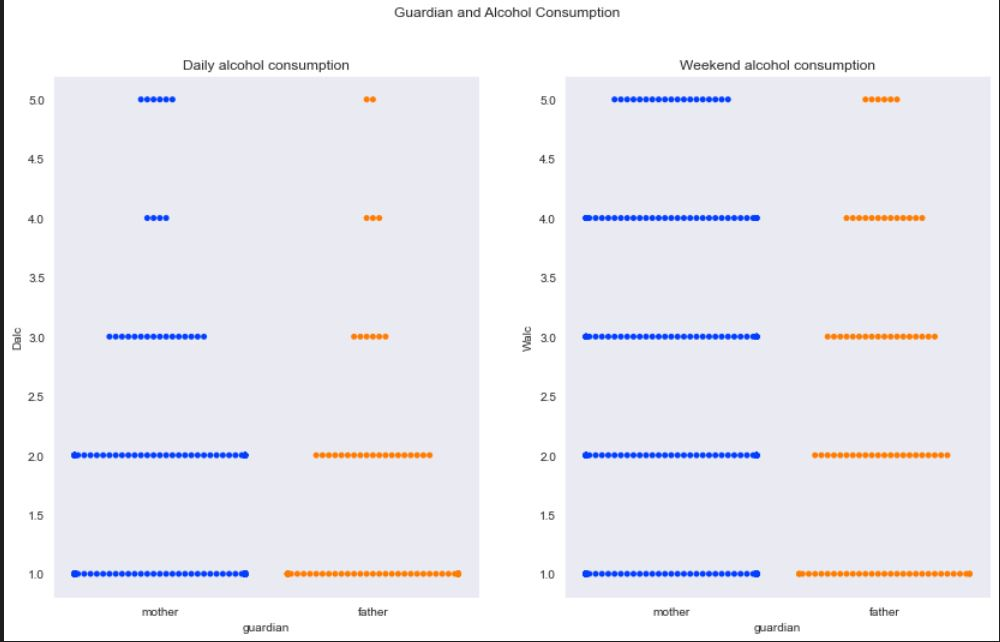 Guardian and Alcohol Consumption
Daily alcohol consumption
5.0
4.5
4.0
3.5
3.0
2.5
2.0
1.5
1.0
Dalc
mother father
guardian
Weekend alcohol consumption
5.0
4.5
4.0
3.5
3.0
2.5
2.0
1.5
1.0
Walc
mother father
guardian